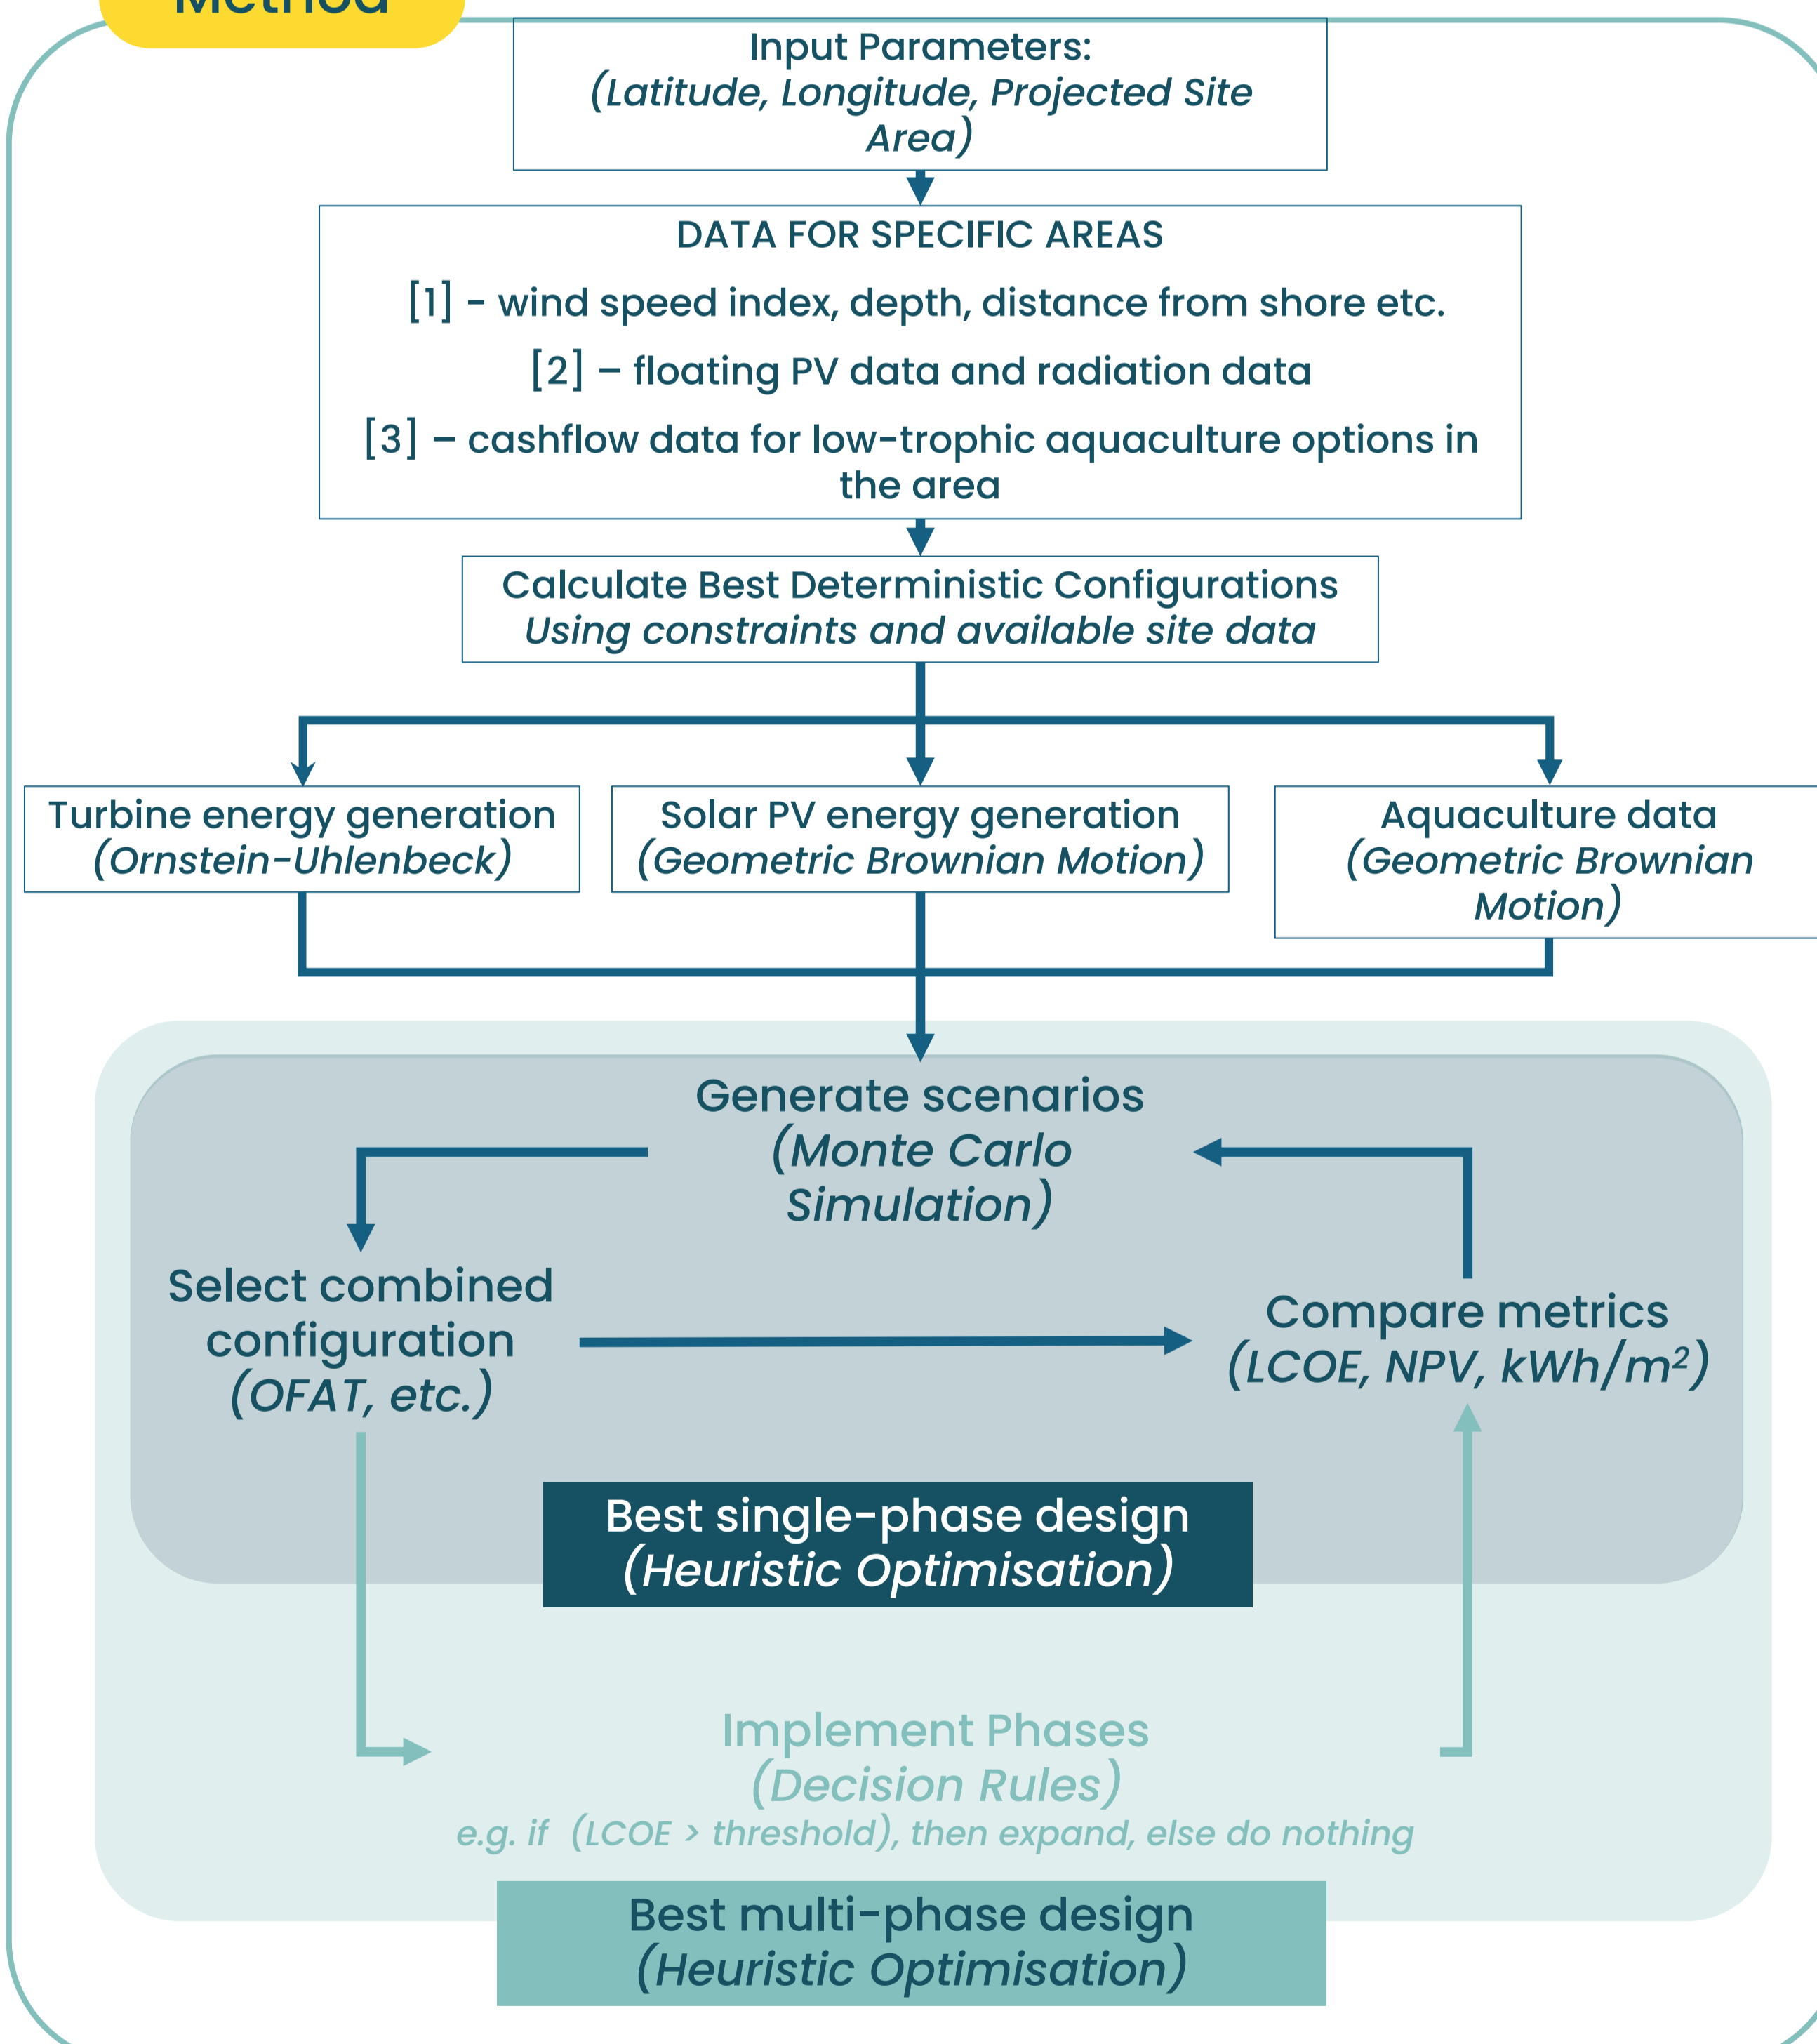 Method
Input Parameters:
(Latitude, Longitude, Projected Site
Area)
DATA FOR SPECIFIC AREAS
[1] - wind speed index, depth, distance from shore etc.
[2] – floating PV data and radiation data
[3] – cashflow data for low-trophic aquaculture options in
the area
Calculate Best Deterministic Configurations
Using constraints and available site data
Turbine energy generation
(Ornstein-Uhlenbeck)
Solar PV energy generation
(Geometric Brownian Motion)
Aquaculture data
(Geometric Brownian
Motion)
Generate scenarios
(Monte Carlo
Simulation)
Select combined
configuration
(OFAT, etc.)
Compare metrics
(LCOE, NPV, kWh/m²)
Best single-phase design
(Heuristic Optimisation)
Implement Phases
(Decision Rules)
e.g. if (LCOE > threshold), then expand, else do nothing
Best multi-phase design
(Heuristic Optimisation)